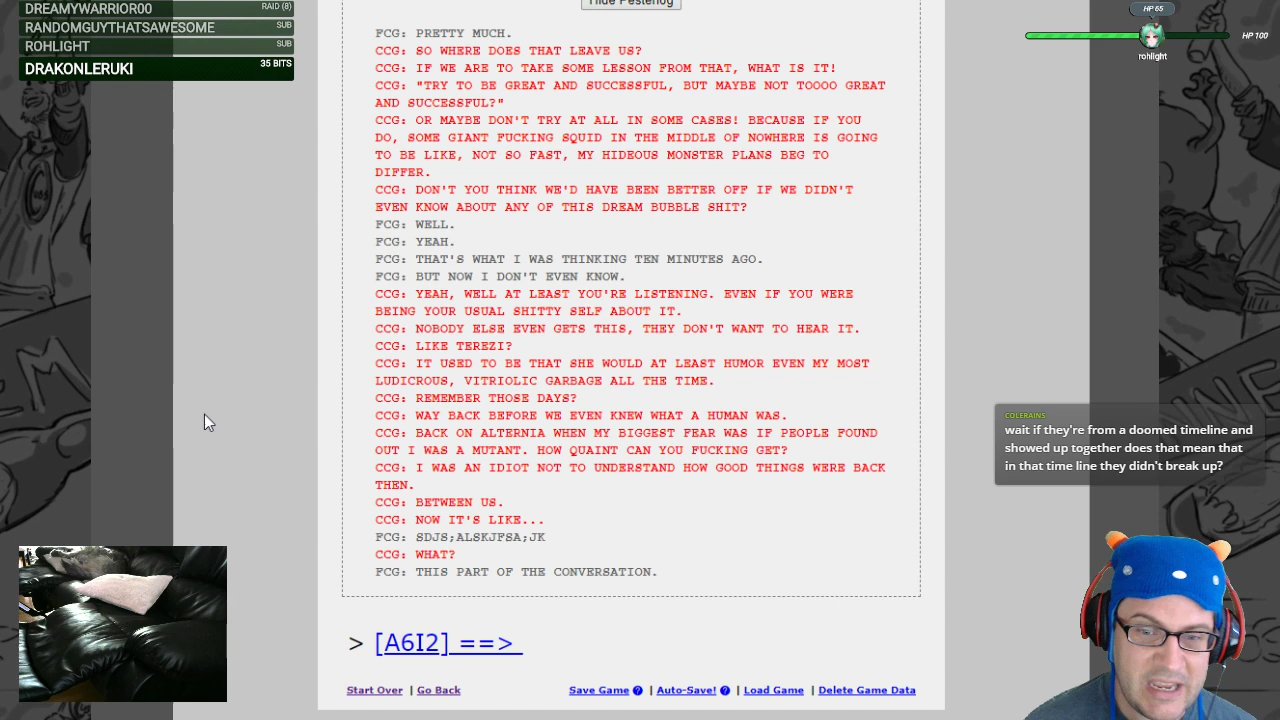 DREAMYWARRIOR00 RAID (8)
RANDOMGUYTHATSAWESOME SUB
ROHLIGHT SUB
DRAKONLERUKI 35 BITS
HP 65
HP 100
rohlight
Hide Pesterlog
FCG: PRETTY MUCH.
CCG: SO WHERE DOES THAT LEAVE US?
CCG: IF WE ARE TO TAKE SOME LESSON FROM THAT, WHAT IS IT!
CCG: "TRY TO BE GREAT AND SUCCESSFUL, BUT MAYBE NOT TOOOO GREAT
AND SUCCESSFUL?"
CCG: OR MAYBE DON'T TRY AT ALL IN SOME CASES! BECAUSE IF YOU
DO, SOME GIANT FUCKING SQUID IN THE MIDDLE OF NOWHERE IS GOING
TO BE LIKE, NOT SO FAST, MY HIDEOUS MONSTER PLANS BEG TO
DIFFER.
CCG: DON'T YOU THINK WE'D HAVE BEEN BETTER OFF IF WE DIDN'T
EVEN KNOW ABOUT ANY OF THIS DREAM BUBBLE SHIT?
FCG: WELL.
FCG: YEAH.
FCG: THAT'S WHAT I WAS THINKING TEN MINUTES AGO.
FCG: BUT NOW I DON'T EVEN KNOW.
CCG: YEAH, WELL AT LEAST YOU'RE LISTENING. EVEN IF YOU WERE
BEING YOUR USUAL SHITTY SELF ABOUT IT.
CCG: NOBODY ELSE EVEN GETS THIS, THEY DON'T WANT TO HEAR IT.
CCG: LIKE TEREZI?
CCG: IT USED TO BE THAT SHE WOULD AT LEAST HUMOR EVEN MY MOST
LUDICROUS, VITRIOLIC GARBAGE ALL THE TIME.
CCG: REMEMBER THOSE DAYS?
CCG: WAY BACK BEFORE WE EVEN KNEW WHAT A HUMAN WAS.
CCG: BACK ON ALTERNIA WHEN MY BIGGEST FEAR WAS IF PEOPLE FOUND
OUT I WAS A MUTANT. HOW QUAINT CAN YOU FUCKING GET?
CCG: I WAS AN IDIOT NOT TO UNDERSTAND HOW GOOD THINGS WERE BACK
THEN.
CCG: BETWEEN US.
CCG: NOW IT'S LIKE...
FCG: SDJS;ALSKJFSA;JK
CCG: WHAT?
FCG: THIS PART OF THE CONVERSATION.
> [A6I2] ==>
Start Over | Go Back
Save Game ? | Auto-Save! ? | Load Game | Delete Game Data
COLERAINS
wait if they're from a doomed timeline and
showed up together does that mean that
in that time line they didn't break up?